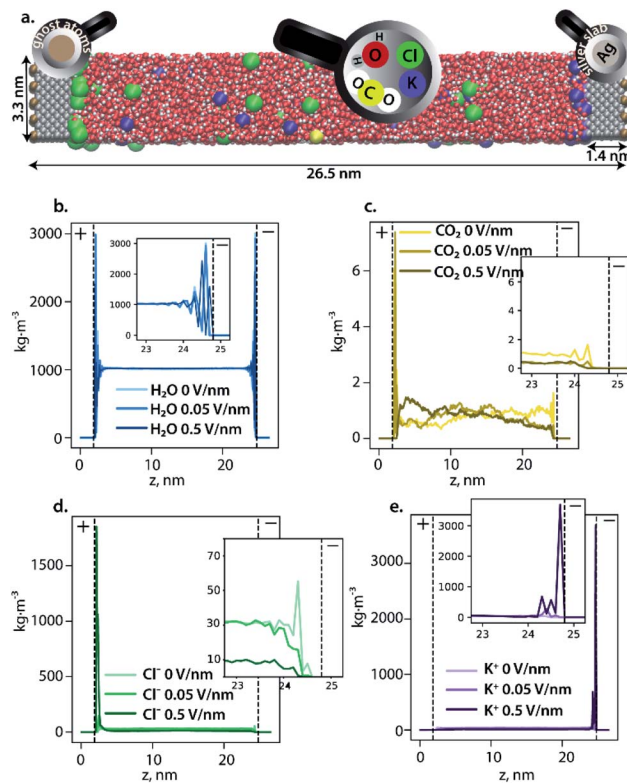 a.
ghost atoms
silver slab
H
H
O
Cl
O
C
O
K
Ag
3.3 nm
26.5 nm
1.4 nm
b.
+
−
3000
2000
1000
0
kg·m⁻³
3000
2000
1000
0
−
23
24
25
H₂O 0 V/nm
H₂O 0.05 V/nm
H₂O 0.5 V/nm
0
10
20
z, nm
c.
+
−
CO₂ 0 V/nm
CO₂ 0.05 V/nm
CO₂ 0.5 V/nm
6
4
2
0
kg·m⁻³
6
4
2
0
−
23
24
25
0
10
20
z, nm
d.
+
−
1500
1000
500
0
kg·m⁻³
70
50
30
10
−
23
24
25
Cl⁻ 0 V/nm
Cl⁻ 0.05 V/nm
Cl⁻ 0.5 V/nm
0
10
20
z, nm
e.
+
−
3000
2000
1000
0
kg·m⁻³
4000
3000
2000
1000
0
−
23
24
25
K⁺ 0 V/nm
K⁺ 0.05 V/nm
K⁺ 0.5 V/nm
0
10
20
z, nm